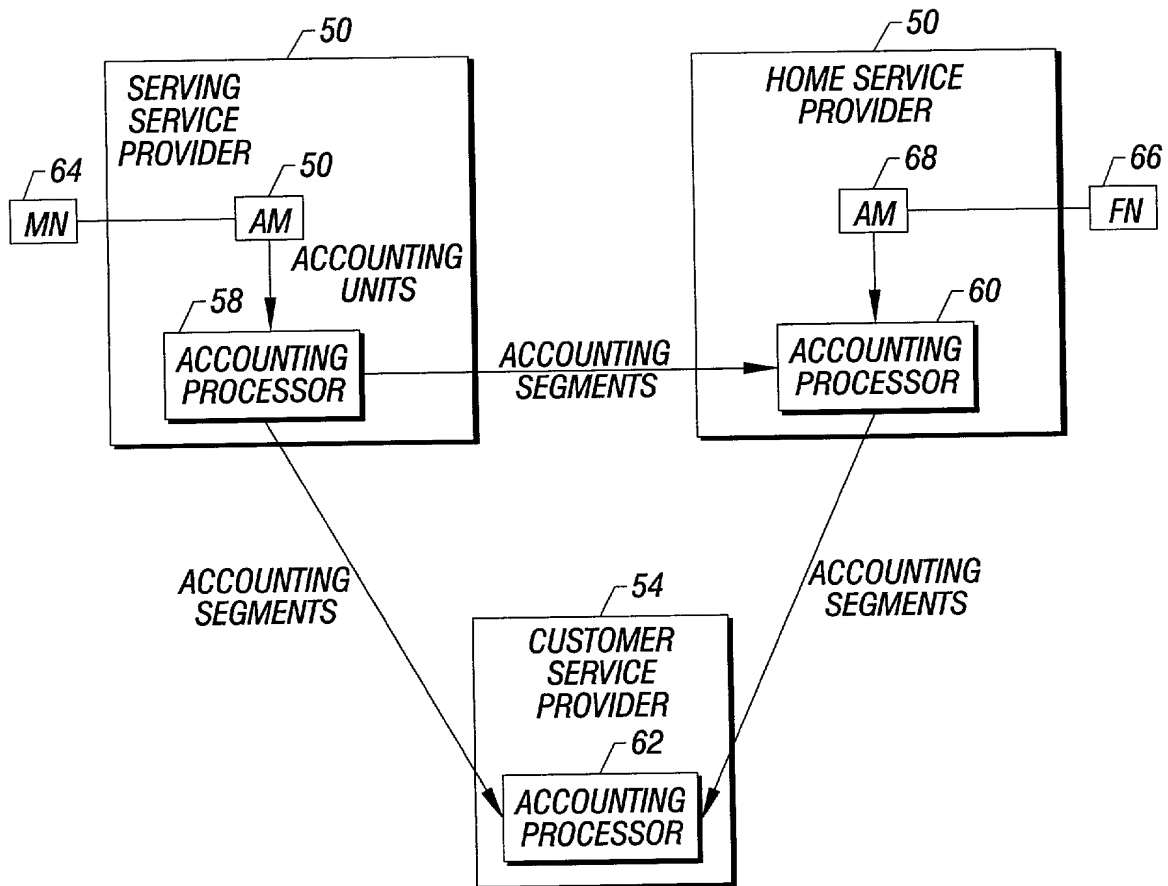 50
SERVING
SERVICE
PROVIDER
64
MN
50
AM
ACCOUNTING
UNITS
58
ACCOUNTING
PROCESSOR
ACCOUNTING
SEGMENTS
50
HOME SERVICE
PROVIDER
68
AM
66
FN
60
ACCOUNTING
PROCESSOR
ACCOUNTING
SEGMENTS
ACCOUNTING
SEGMENTS
54
CUSTOMER
SERVICE
PROVIDER
62
ACCOUNTING
PROCESSOR